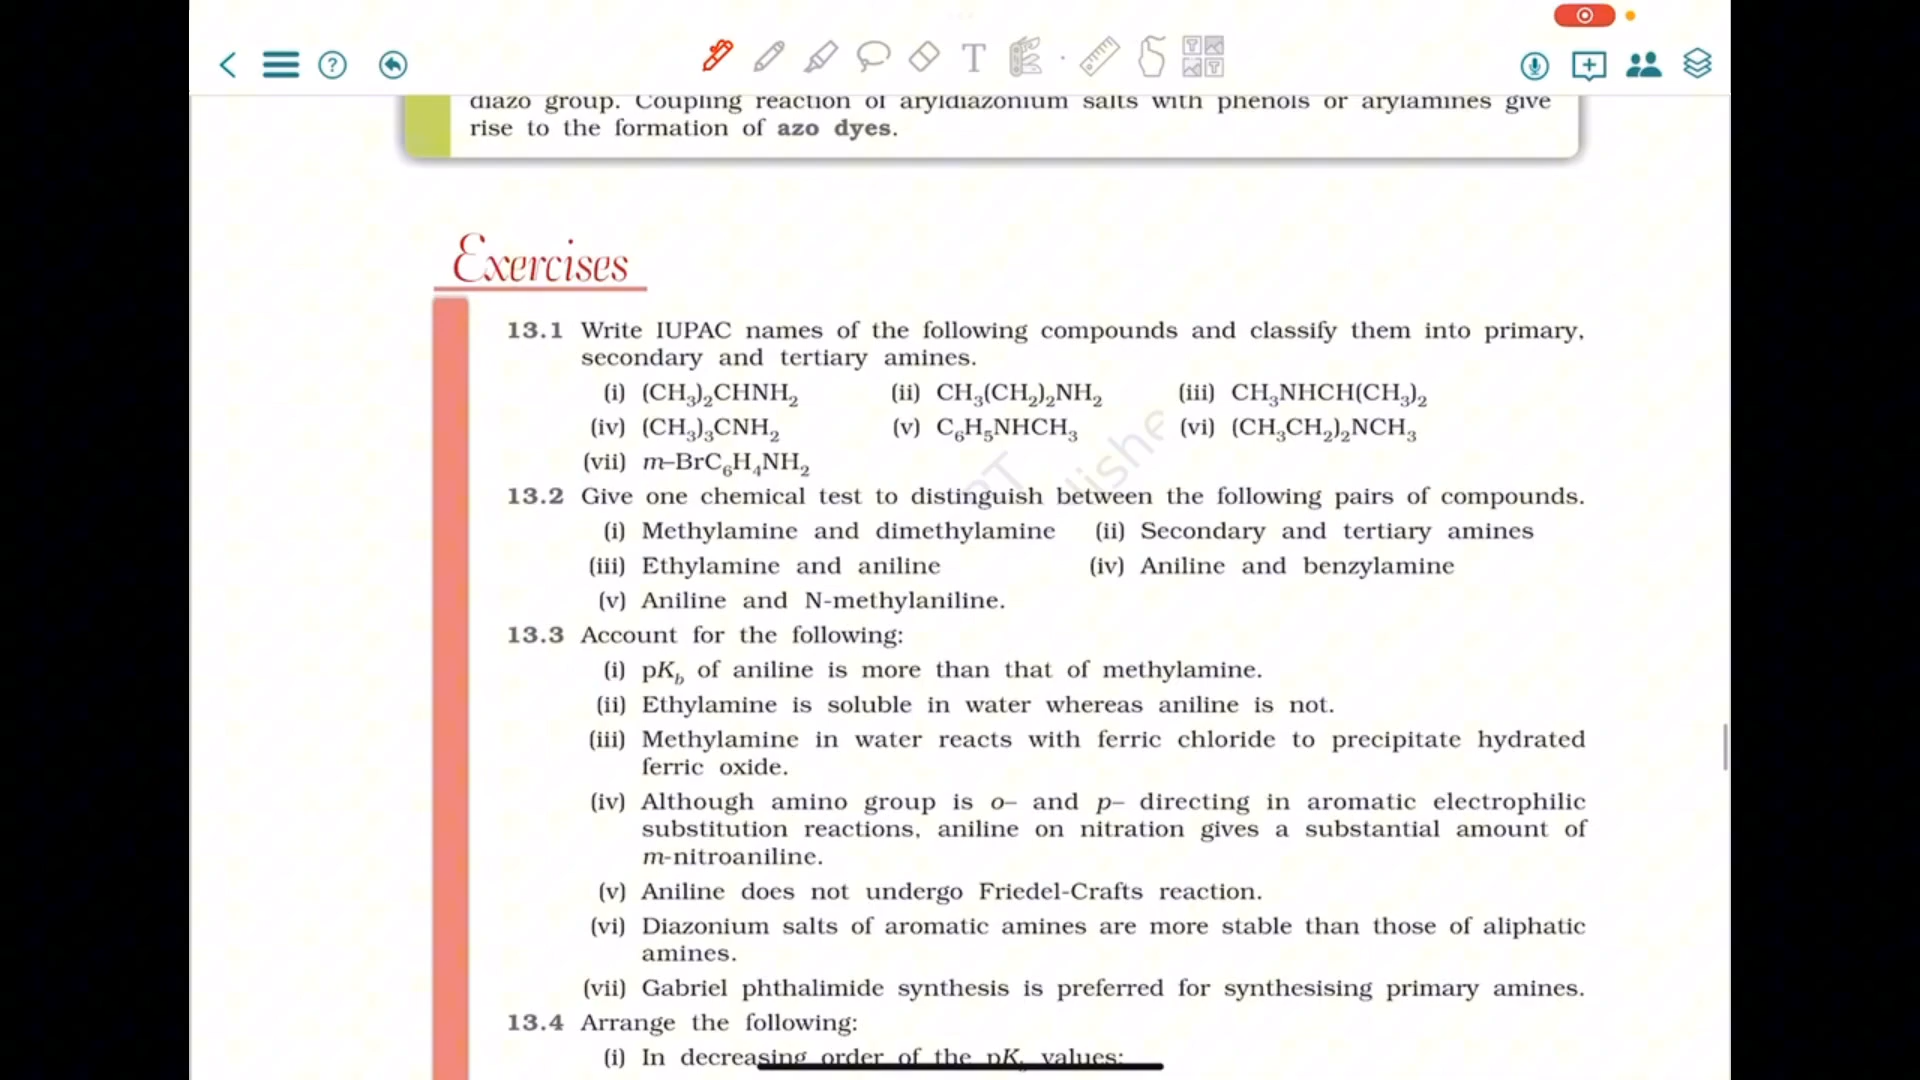 diazo group. Coupling reaction of aryldiazonium salts with phenols or arylamines give
rise to the formation of azo dyes.
Exercises
13.1 Write IUPAC names of the following compounds and classify them into primary,
secondary and tertiary amines.
(i) (CH₃)₂CHNH₂ (ii) CH₃(CH₂)₂NH₂ (iii) CH₃NHCH(CH₃)₂
(iv) (CH₃)₃CNH₂ (v) C₆H₅NHCH₃ (vi) (CH₃CH₂)₂NCH₃
(vii) m–BrC₆H₄NH₂
13.2 Give one chemical test to distinguish between the following pairs of compounds.
(i) Methylamine and dimethylamine (ii) Secondary and tertiary amines
(iii) Ethylamine and aniline (iv) Aniline and benzylamine
(v) Aniline and N-methylaniline.
13.3 Account for the following:
(i) pK_b of aniline is more than that of methylamine.
(ii) Ethylamine is soluble in water whereas aniline is not.
(iii) Methylamine in water reacts with ferric chloride to precipitate hydrated
ferric oxide.
(iv) Although amino group is o– and p– directing in aromatic electrophilic
substitution reactions, aniline on nitration gives a substantial amount of
m-nitroaniline.
(v) Aniline does not undergo Friedel-Crafts reaction.
(vi) Diazonium salts of aromatic amines are more stable than those of aliphatic
amines.
(vii) Gabriel phthalimide synthesis is preferred for synthesising primary amines.
13.4 Arrange the following:
(i) In decreasing order of the pK values: